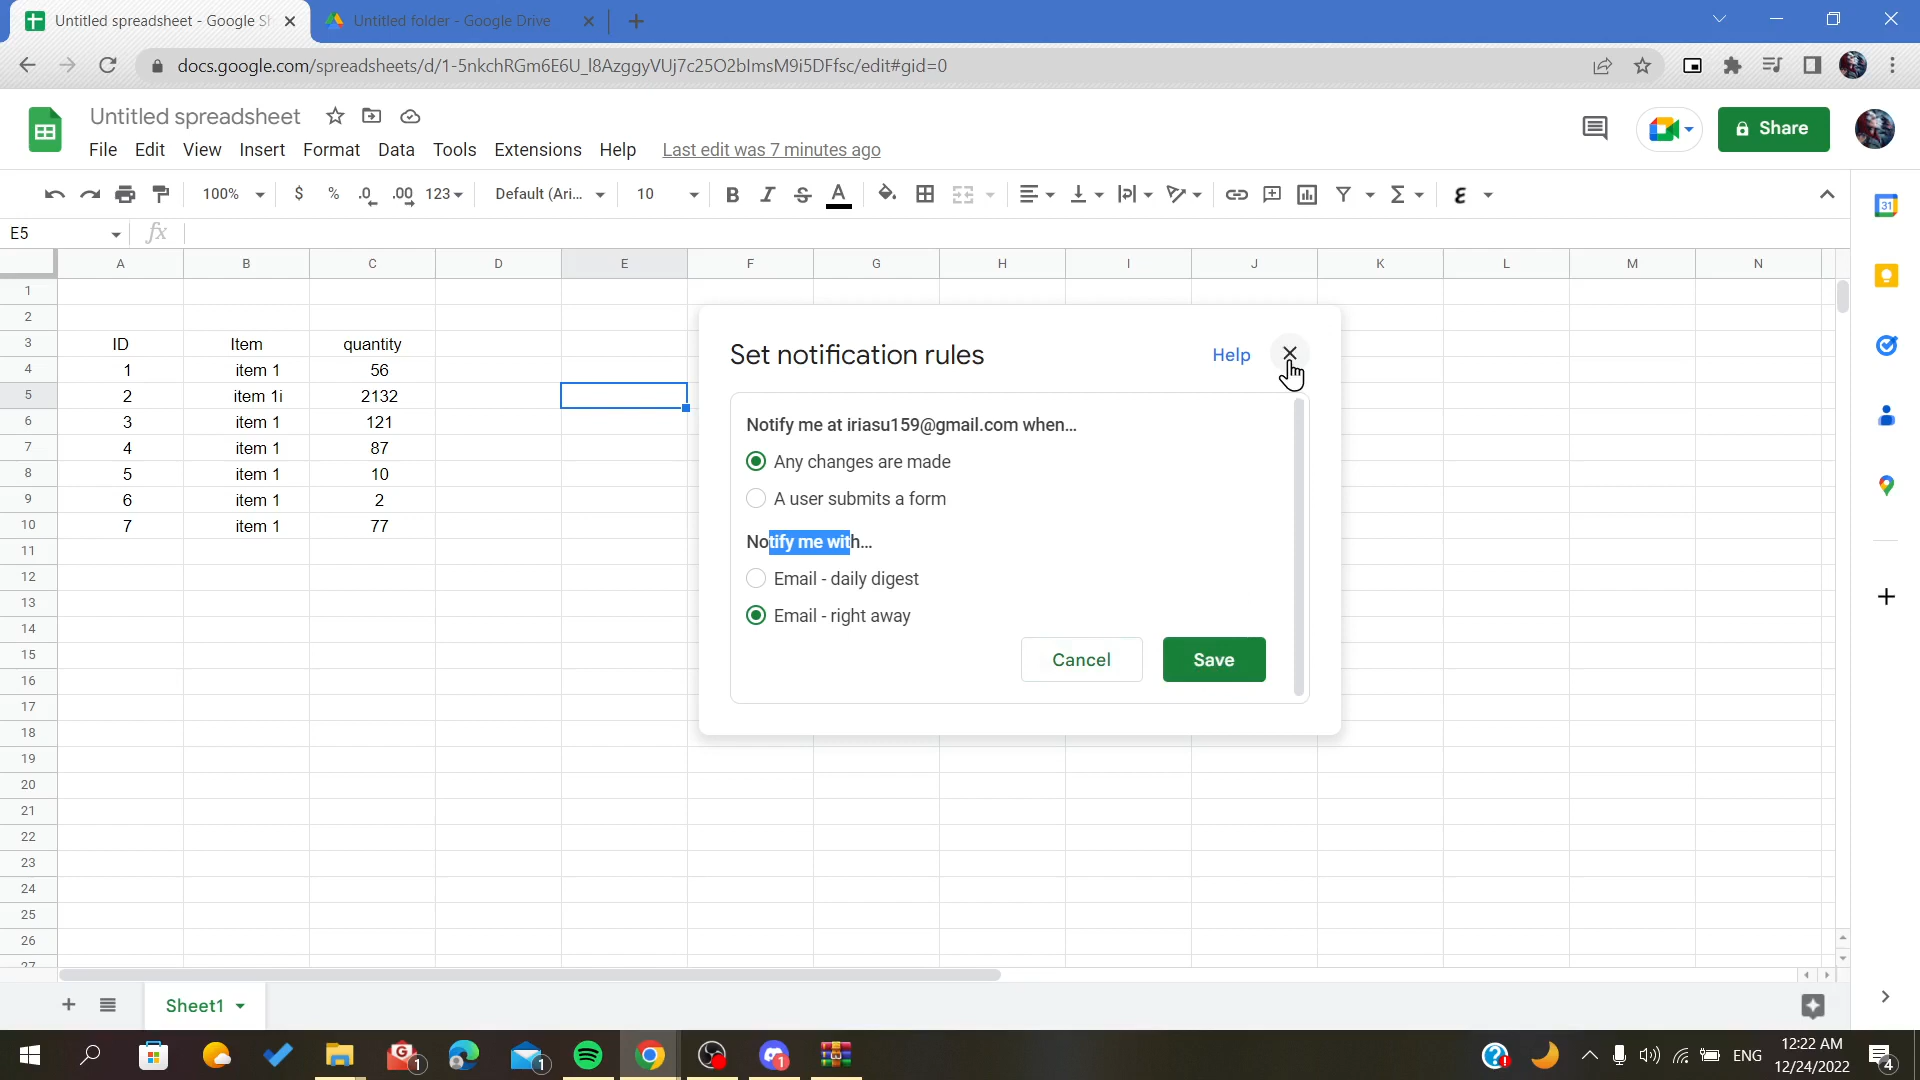 Untitled spreadsheet - Google Sh
Untitled folder - Google Drive
docs.google.com/spreadsheets/d/1-5nkchRGm6E6U_l8AzggyVUj7c25O2blmsM9i5DFfsc/edit#gid=0
Untitled spreadsheet
File Edit View Insert Format Data Tools Extensions Help Last edit was 7 minutes ago
Share
100% $ % .0 .00 123 Default (Ari... 10 B I S A Σ ε
E5 fx
A B C D E F G H I J K L M N
1
2
3 ID Item quantity
4 1 item 1 56
5 2 item 1i 2132
6 3 item 1 121
7 4 item 1 87
8 5 item 1 10
9 6 item 1 2
10 7 item 1 77
11
12
13
14
15
16
17
18
19
20
21
22
23
24
25
26
27
Set notification rules Help
Notify me at iriasu159@gmail.com when...
Any changes are made
A user submits a form
Notify me with...
Email - daily digest
Email - right away
Cancel Save
31
Sheet1
1 1 1 ENG
12:22 AM
12/24/2022
4